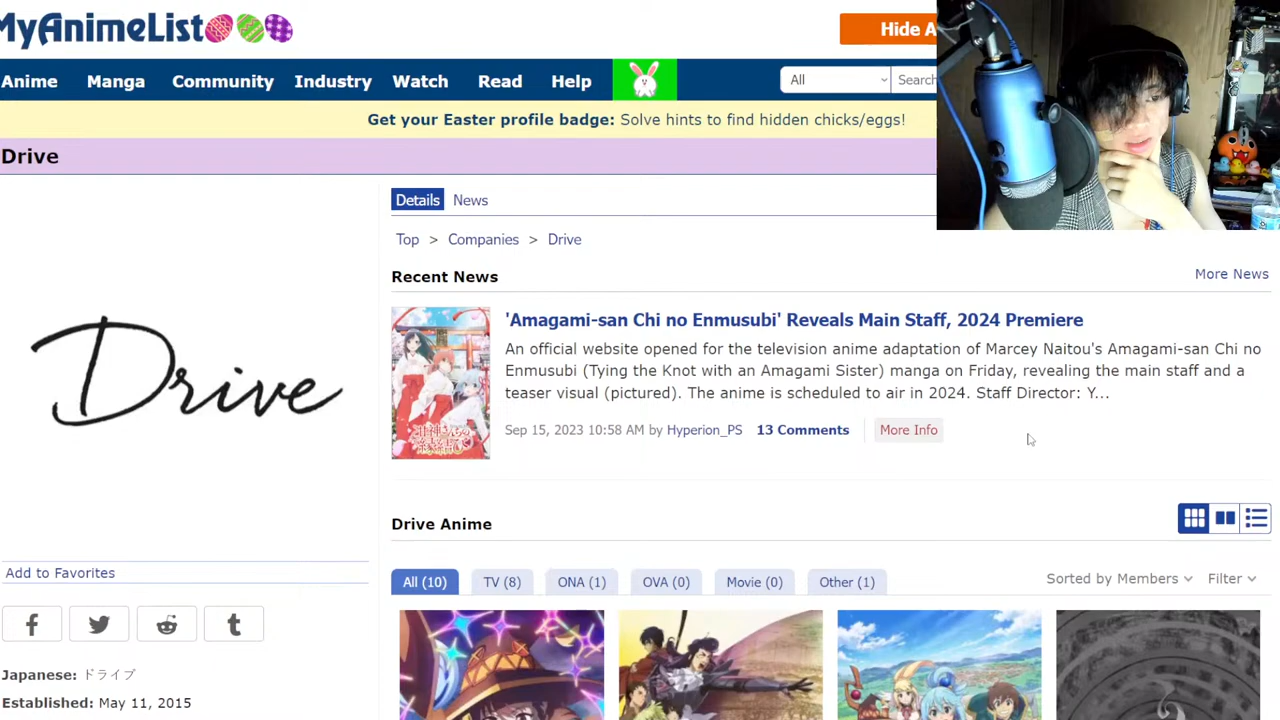 MyAnimeList
Hide A
Anime Manga Community Industry Watch Read Help All Search
Get your Easter profile badge: Solve hints to find hidden chicks/eggs!
Drive
Details News
Top > Companies > Drive
Recent News More News
'Amagami-san Chi no Enmusubi' Reveals Main Staff, 2024 Premiere
An official website opened for the television anime adaptation of Marcey Naitou's Amagami-san Chi no
Enmusubi (Tying the Knot with an Amagami Sister) manga on Friday, revealing the main staff and a
teaser visual (pictured). The anime is scheduled to air in 2024. Staff Director: Y...
Sep 15, 2023 10:58 AM by Hyperion_PS 13 Comments More Info
Drive
Drive Anime
All (10) TV (8) ONA (1) OVA (0) Movie (0) Other (1) Sorted by Members Filter
Add to Favorites
Japanese: ドライブ
Established: May 11, 2015